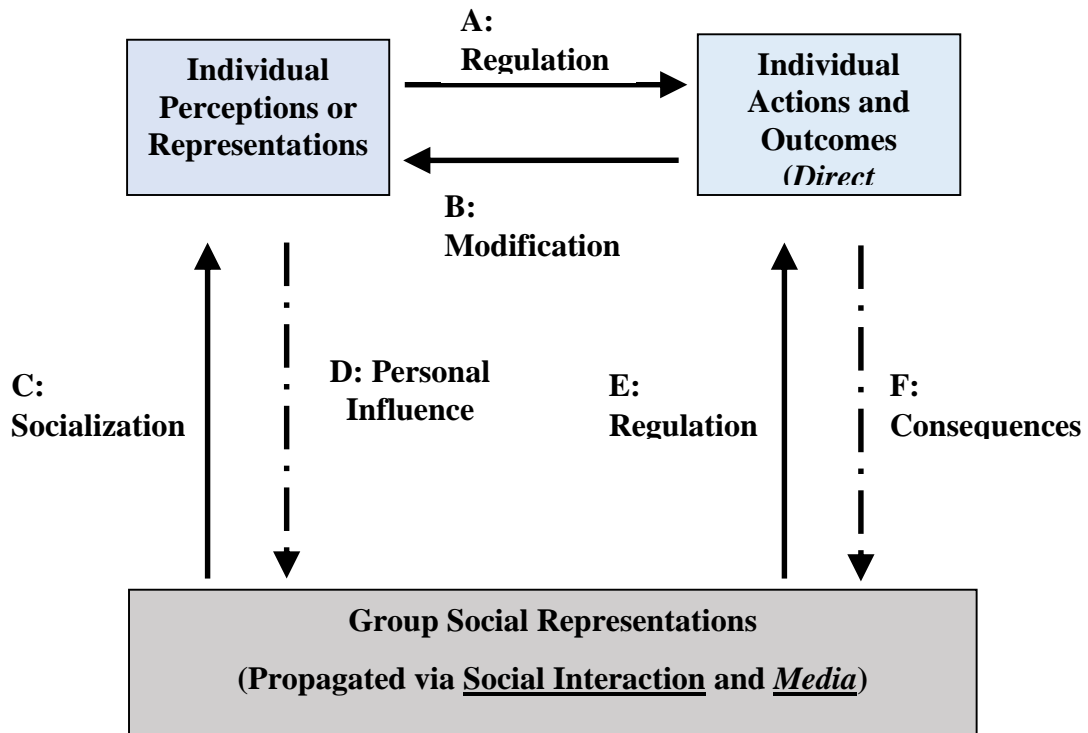 A:
Regulation
Individual
Perceptions or
Representations
Individual
Actions and
Outcomes
(Direct
B:
Modification
C:
Socialization
D: Personal
Influence
E:
Regulation
F:
Consequences
Group Social Representations
(Propagated via Social Interaction and Media)